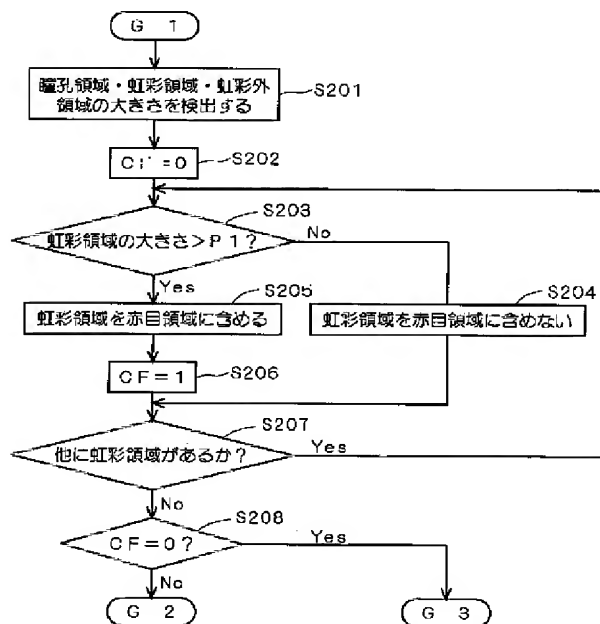 G 1
瞳孔領域・虹彩領域・虹彩外
領域の大きさを検出する
S201
CF=0
S202
S203
虹彩領域の大きさ>P1?
No
Yes
S205
S204
虹彩領域を赤目領域に含める
虹彩領域を赤目領域に含めない
CF=1
S206
S207
他に虹彩領域があるか?
Yes
No
S208
CF=0?
Yes
No
G 2
G 3